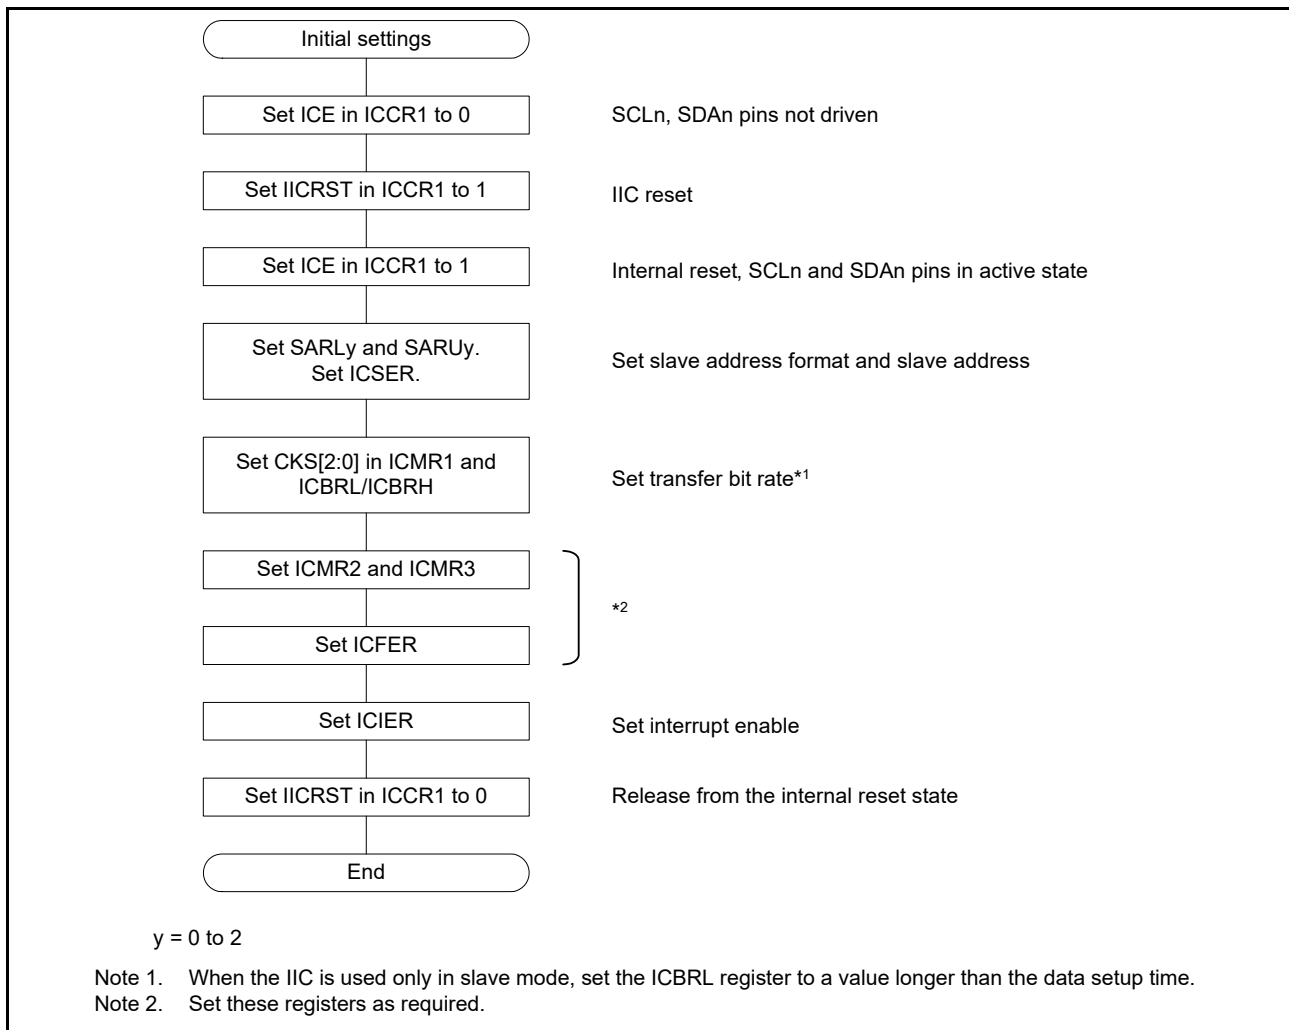 Initial settings
Set ICE in ICCR1 to 0
SCLn, SDAn pins not driven
Set IICRST in ICCR1 to 1
IIC reset
Set ICE in ICCR1 to 1
Internal reset, SCLn and SDAn pins in active state
Set SARLy and SARUy.
Set ICSER.
Set slave address format and slave address
Set CKS[2:0] in ICMR1 and
ICBRL/ICBRH
Set transfer bit rate*1
Set ICMR2 and ICMR3
*2
Set ICFER
Set ICIER
Set interrupt enable
Set IICRST in ICCR1 to 0
Release from the internal reset state
End
y = 0 to 2
Note 1. When the IIC is used only in slave mode, set the ICBRL register to a value longer than the data setup time.
Note 2. Set these registers as required.